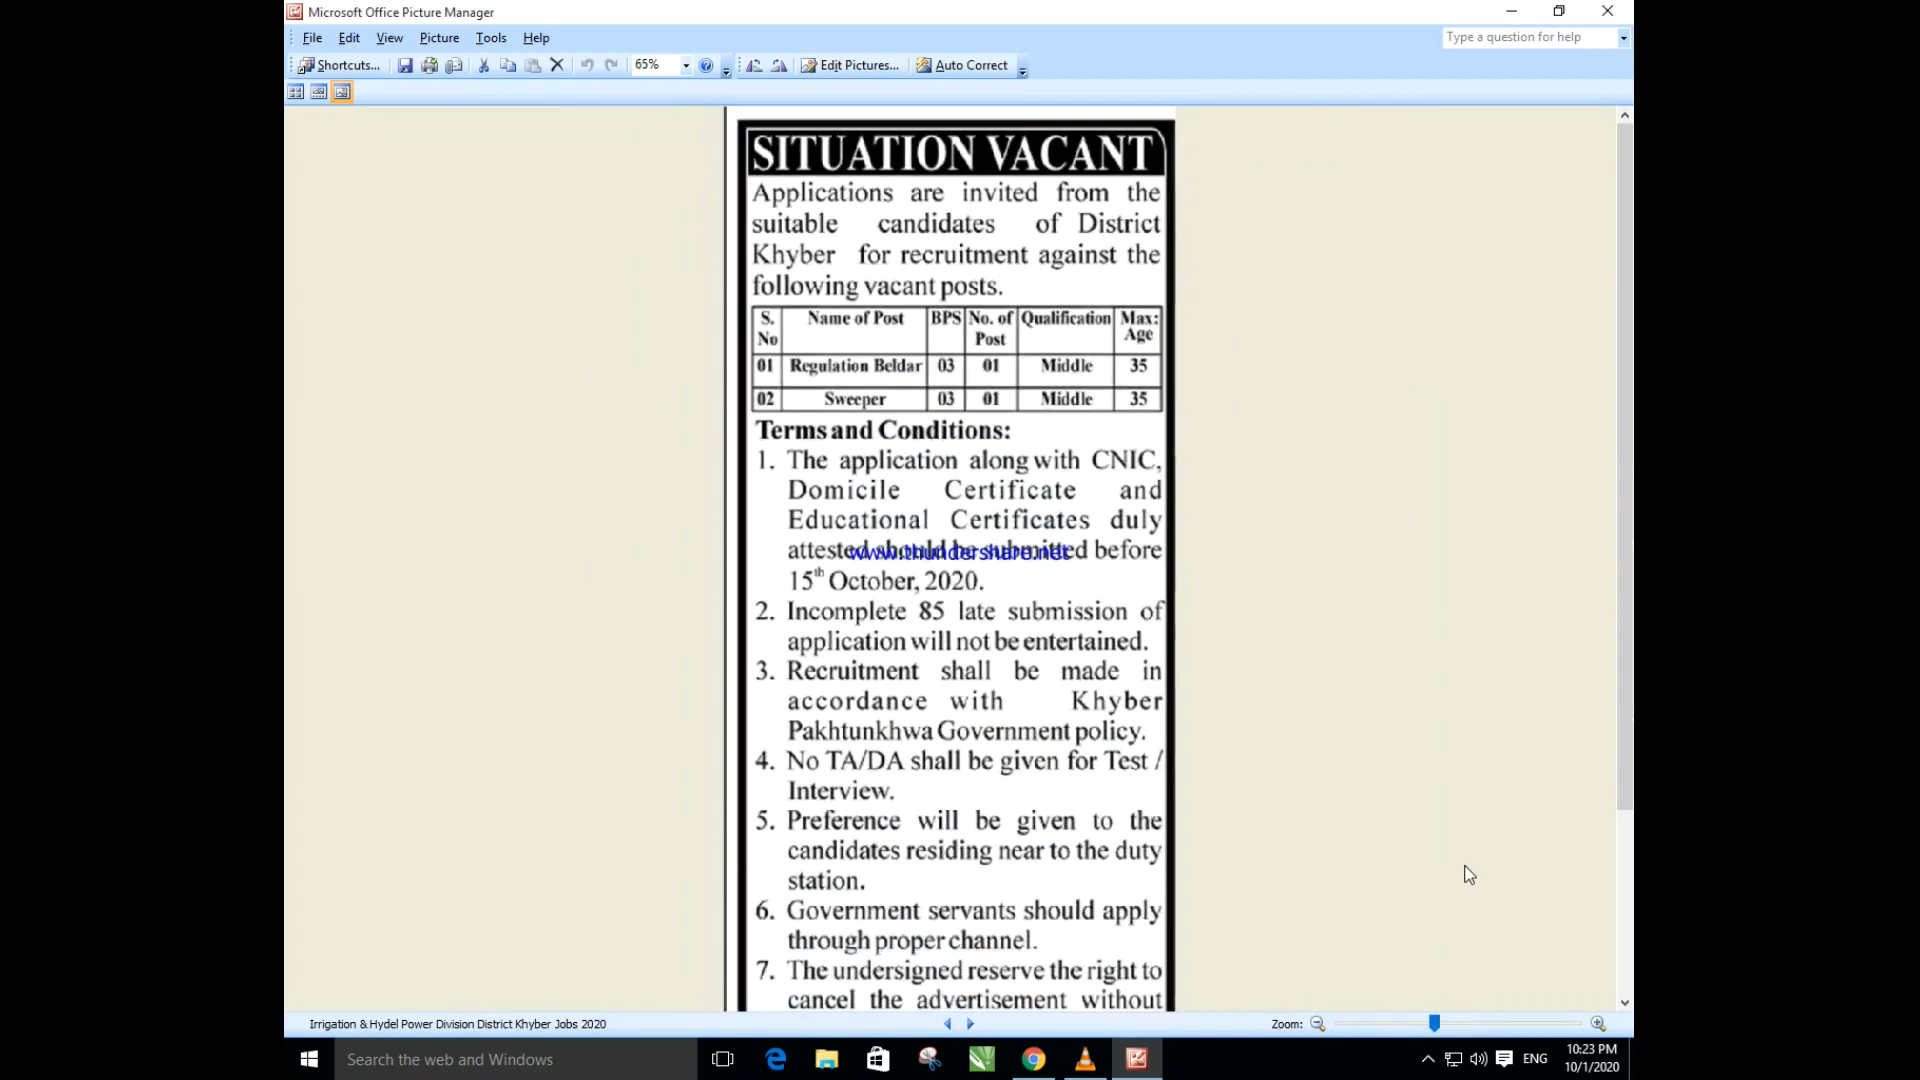 Microsoft Office Picture Manager
File Edit View Picture Tools Help
Type a question for help
Shortcuts... 65% Edit Pictures... Auto Correct
SITUATION VACANT
Applications are invited from the
suitable candidates of District
Khyber for recruitment against the
following vacant posts.
S. No Name of Post BPS No. of Post Qualification Max: Age
01 Regulation Beldar 03 01 Middle 35
02 Sweeper 03 01 Middle 35
Terms and Conditions:
1. The application along with CNIC,
Domicile Certificate and
Educational Certificates duly
attested should be submitted before
www.thundershare.net
15th October, 2020.
2. Incomplete 85 late submission of
application will not be entertained.
3. Recruitment shall be made in
accordance with Khyber
Pakhtunkhwa Government policy.
4. No TA/DA shall be given for Test /
Interview.
5. Preference will be given to the
candidates residing near to the duty
station.
6. Government servants should apply
through proper channel.
7. The undersigned reserve the right to
cancel the advertisement without
Irrigation & Hydel Power Division District Khyber Jobs 2020
Zoom:
Search the web and Windows
ENG
10:23 PM
10/1/2020